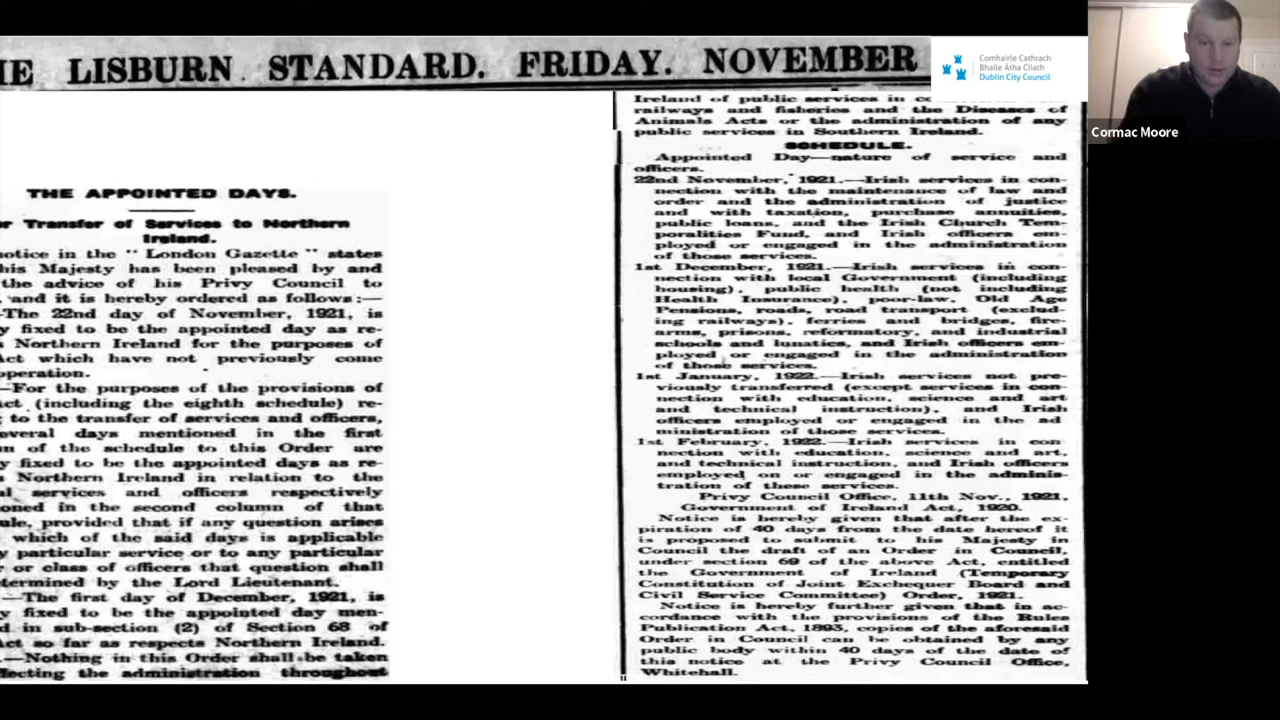 IE LISBURN STANDARD. FRIDAY. NOVEMBER
Comhairle Cathrach
Bhaile Átha Cliath
Dublin City Council
Cormac Moore
THE APPOINTED DAYS.
or Transfer of Services to Northern
Ireland.
notice in the " London Gazette " states
his Majesty has been pleased by and
the advice of his Privy Council to
, and it is hereby ordered as follows:—
—The 22nd day of November, 1921, is
y fixed to be the appointed day as re-
s Northern Ireland for the purposes of
Act which have not previously come
operation.
—For the purposes of the provisions of
ct (including the eighth schedule) re-
g to the transfer of services and officers,
everal days mentioned in the first
n of the schedule to this Order are
y fixed to be the appointed days as re-
s Northern Ireland in relation to the
al services and officers respectively
oned in the second column of that
ule, provided that if any question arises
which of the said days is applicable
y particular service or to any particular
r or class of officers that question shall
termined by the Lord Lieutenant.
—The first day of December, 1921, is
y fixed to be the appointed day men-
d in sub-section (2) of Section 68 of
ct so far as respects Northern Ireland.
.—Nothing in this Order shall be taken
fecting the administration throughout
Ireland of public services in co
railways and fisheries and the Diseases of
Animals Acts or the administration of any
public services in Southern Ireland.
SCHEDULE.
Appointed Day—nature of service and
officers.
22nd November, 1921.—Irish services in con-
nection with the maintenance of law and
order and the administration of justice
and with taxation, purchase annuities,
public loans, and the Irish Church Tem-
poralities Fund, and Irish officers em-
ployed or engaged in the administration
of those services.
1st December, 1921.—Irish services in con-
nection with local Government (including
housing), public health (not including
Health Insurance), poor-law, Old Age
Pensions, roads, road transport (exclud-
ing railways), ferries and bridges, fire-
arms, prisons, reformatory, and industrial
schools and lunatics, and Irish officers em-
ployed or engaged in the administration
of those services.
1st January, 1922.—Irish services not pre-
viously transferred (except services in con-
nection with education, science and art
and technical instruction), and Irish
officers employed or engaged in the ad
ministration of those services.
1st February, 1922.—Irish services in con
nection with education, science and art,
and technical instruction, and Irish officers
employed on or engaged in the adminis-
tration of these services.
Privy Council Office, 11th Nov., 1921,
Government of Ireland Act, 1920.
Notice is hereby given that after the ex-
piration of 40 days from the date hereof it
is proposed to submit to his Majesty in
Council the draft of an Order in Council,
under section 69 of the above Act, entitled
the Government of Ireland (Temporary
Constitution of Joint Exchequer Board and
Civil Service Committee) Order, 1921.
Notice is hereby further given that in ac-
cordance with the provisions of the Rules
Publication Act, 1893, copies of the aforesaid
Order in Council can be obtained by any
public body within 40 days of the date of
this notice at the Privy Council Office,
Whitehall.